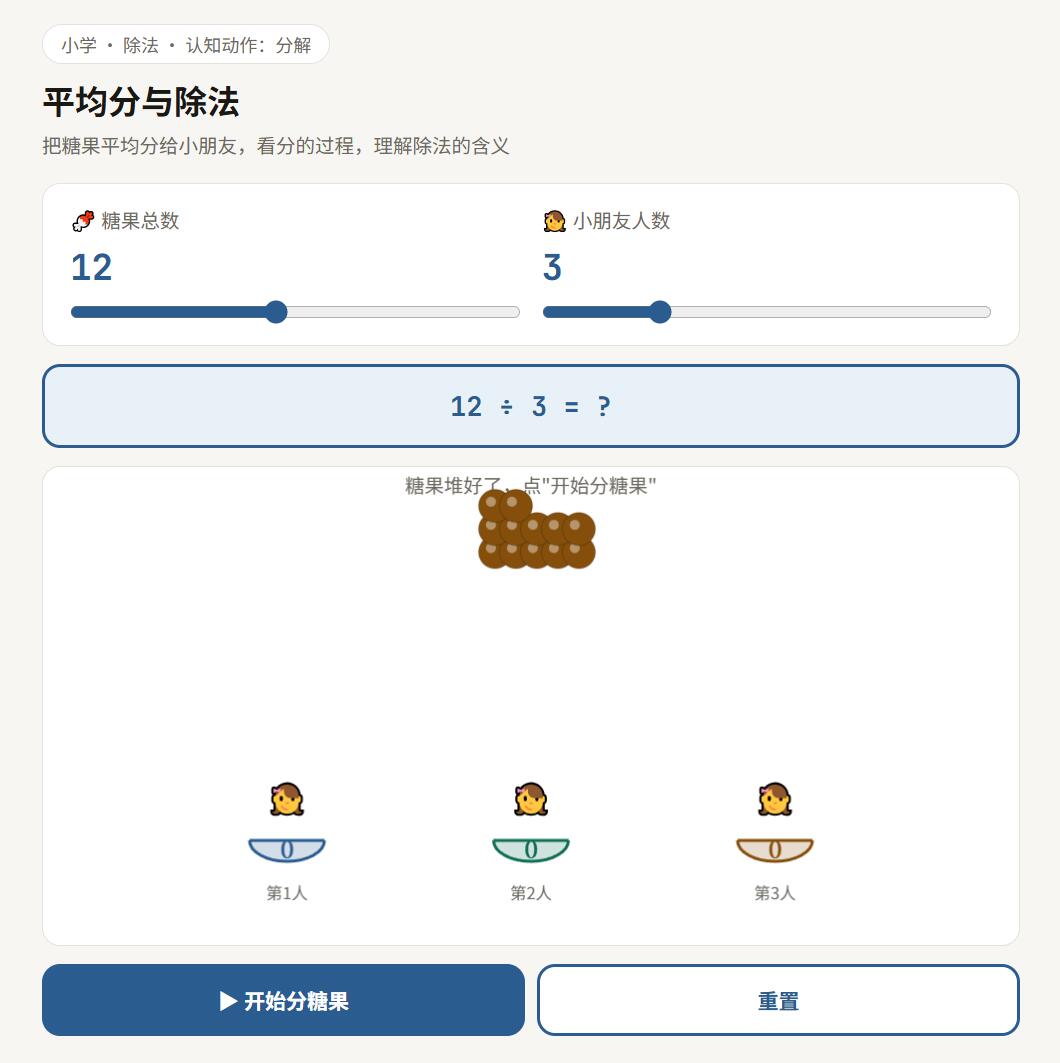 小学 · 除法 · 认知动作：分解
平均分与除法
把糖果平均分给小朋友，看分的过程，理解除法的含义
糖果总数
12
小朋友人数
3
12 ÷ 3 = ?
糖果堆好了，点"开始分糖果"
0
0
0
第1人
第2人
第3人
▶ 开始分糖果
重置